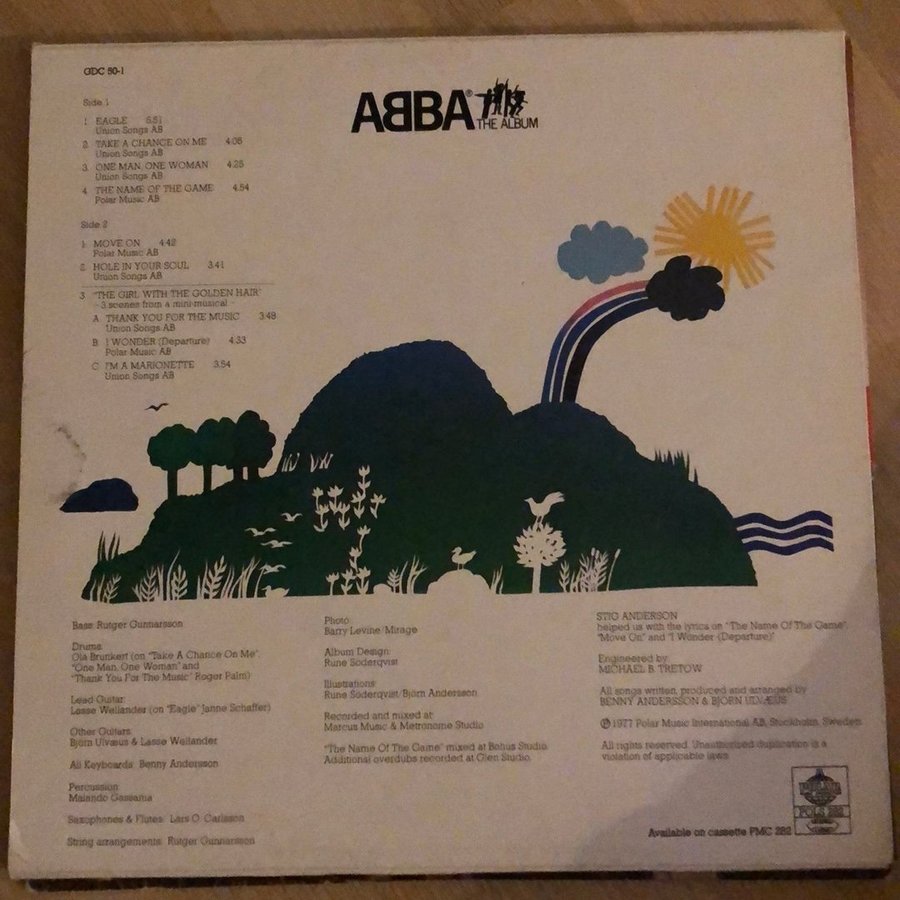 GDC 50-1
Side 1
1 EAGLE 5.51
Union Songs AB
2 TAKE A CHANCE ON ME 4:05
Union Songs AB
3 ONE MAN, ONE WOMAN 4.25
Union Songs AB
4 THE NAME OF THE GAME 4.54
Polar Music AB
Side 2
1 MOVE ON 4:42
Polar Music AB
2 HOLE IN YOUR SOUL 3.41
Union Songs AB
3 "THE GIRL WITH THE GOLDEN HAIR"
- 3 scenes from a mini-musical
A THANK YOU FOR THE MUSIC 3:48
Union Songs AB
B I WONDER (Departure) 4.33
Polar Music AB
C I'M A MARIONETTE 3.54
Union Songs AB
ABBA®
THE ALBUM
Bass: Rutger Gunnarsson
Drums:
Ola Brunkert (on "Take A Chance On Me",
"One Man, One Woman" and
"Thank You For The Music" Roger Palm)
Lead Guitar:
Lasse Wellander (on "Eagle" Janne Schaffer)
Other Guitars:
Björn Ulvæus & Lasse Wellander
All Keyboards: Benny Andersson
Percussion:
Malando Gassama
Saxophones & Flutes: Lars O. Carlsson
String arrangements: Rutger Gunnarsson
Photo:
Barry Levine/Mirage
Album Design:
Rune Söderqvist
Illustrations:
Rune Söderqvist/Björn Andersson
Recorded and mixed at:
Marcus Music & Metronome Studio.
"The Name Of The Game" mixed at Bohus Studio.
Additional overdubs recorded at Glen Studio.
STIG ANDERSON
helped us with the lyrics on "The Name Of The Game",
"Move On" and "I Wonder (Departure)"
Engineered by
MICHAEL B. TRETOW
All songs written, produced and arranged by
BENNY ANDERSSON & BJÖRN ULVÆUS
℗ 1977 Polar Music International AB, Stockholm, Sweden
All rights reserved. Unauthorised duplication is a
violation of applicable laws.
POLS 282
Available on cassette PMC 282